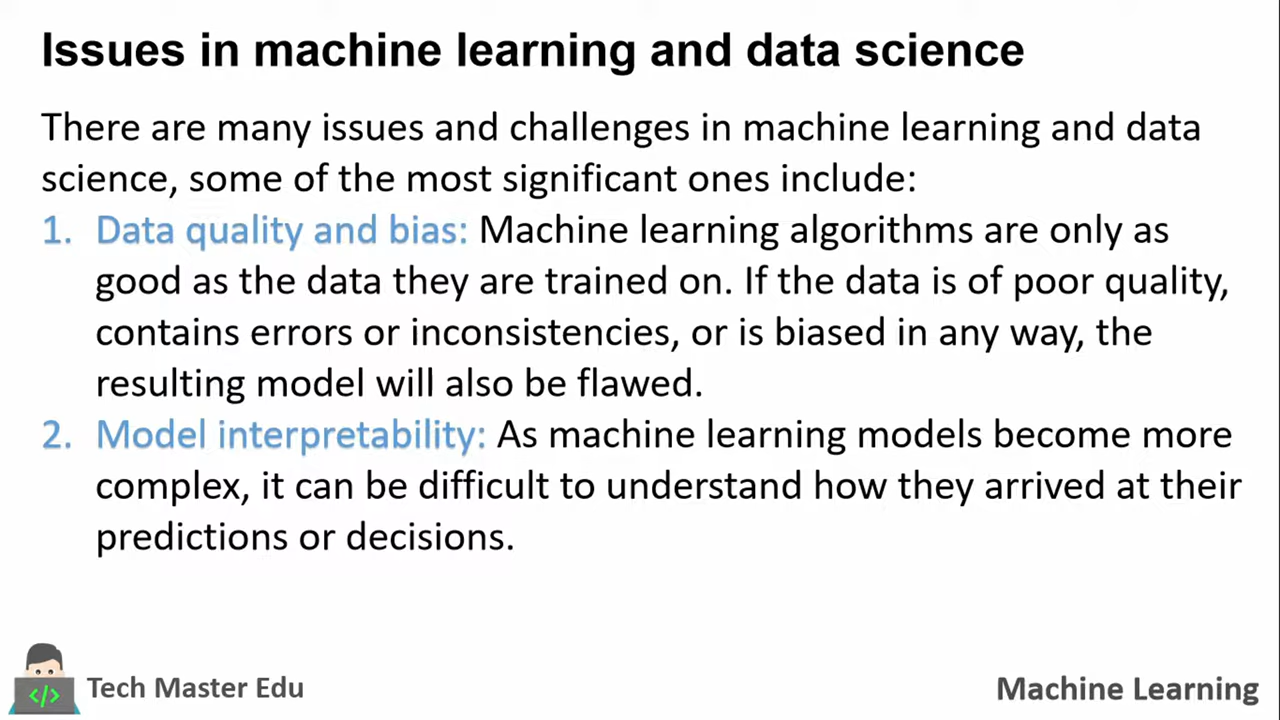 Issues in machine learning and data science
There are many issues and challenges in machine learning and data
science, some of the most significant ones include:
1. Data quality and bias: Machine learning algorithms are only as
good as the data they are trained on. If the data is of poor quality,
contains errors or inconsistencies, or is biased in any way, the
resulting model will also be flawed.
2. Model interpretability: As machine learning models become more
complex, it can be difficult to understand how they arrived at their
predictions or decisions.
</>
Tech Master Edu
Machine Learning